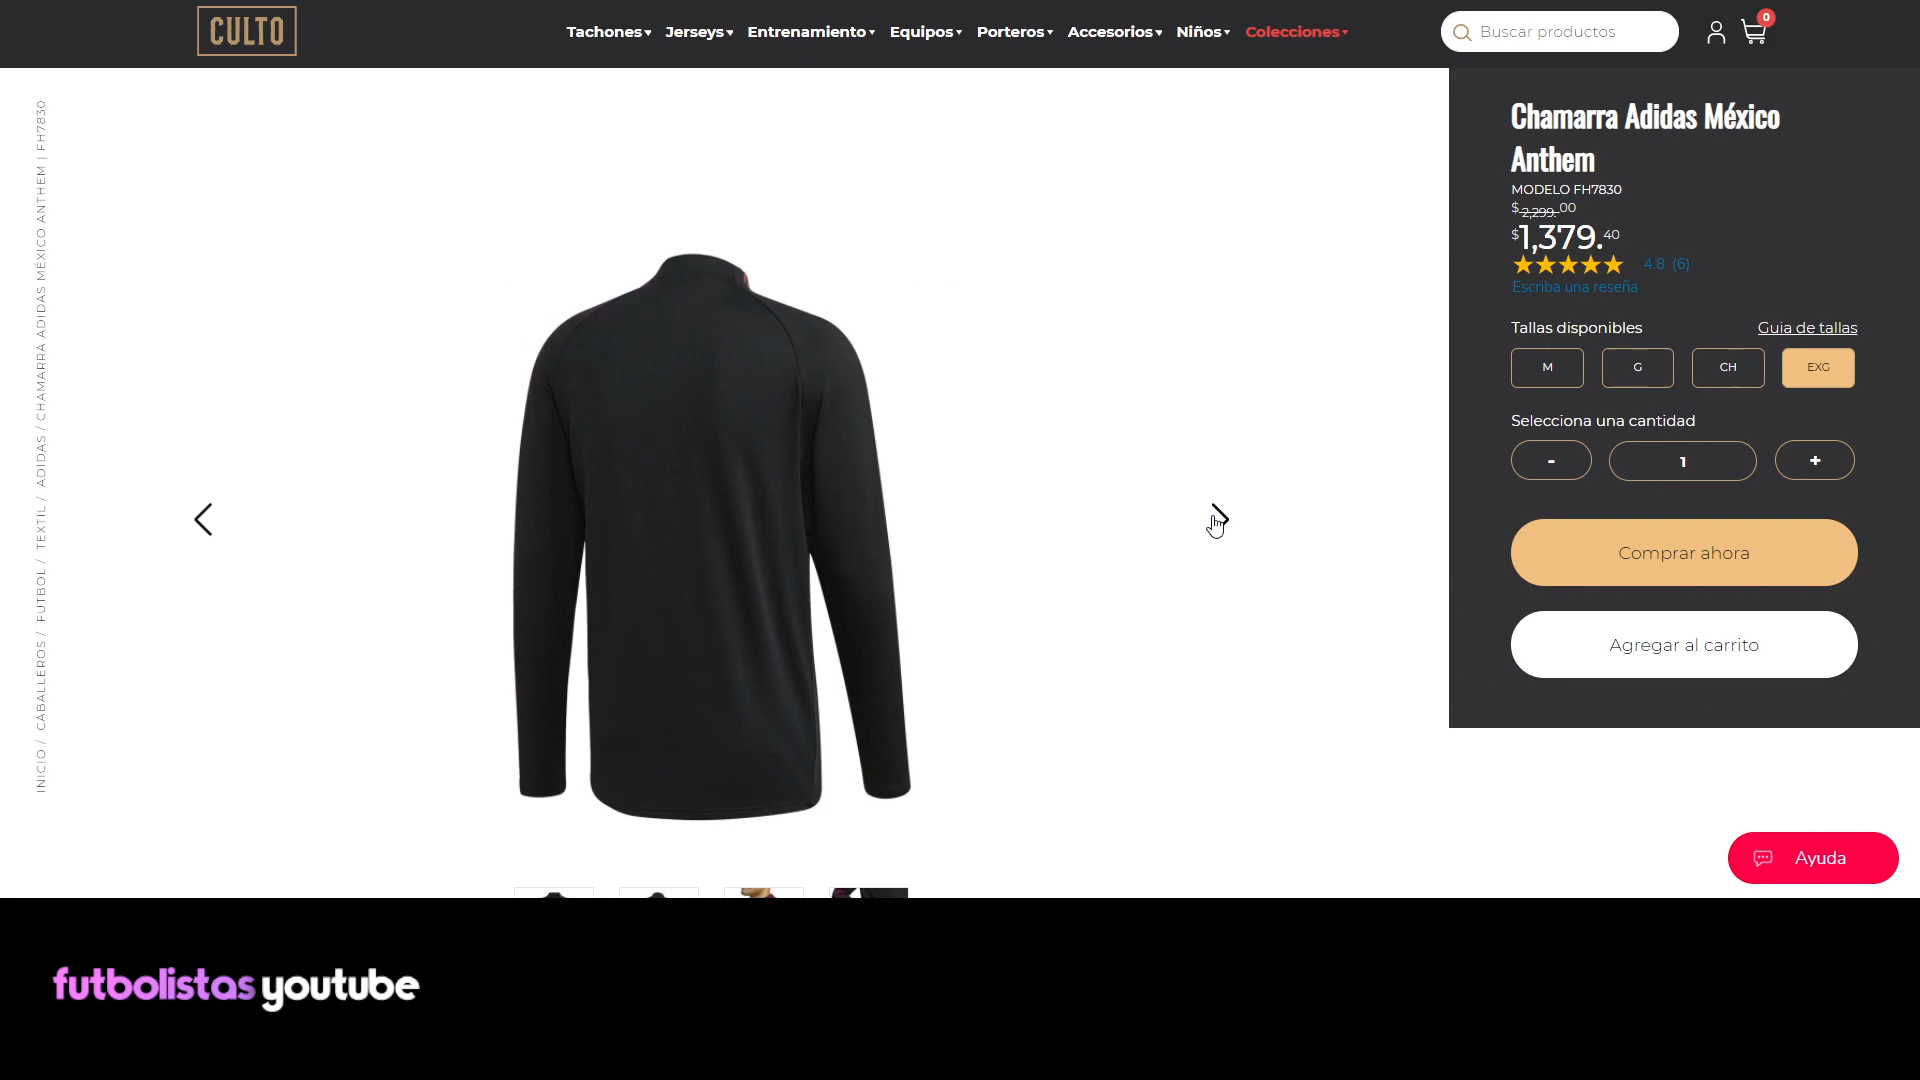 CULTO
Tachones
Jerseys
Entrenamiento
Equipos
Porteros
Accesorios
Niños
Colecciones
Buscar productos
0
INICIO / CABALLEROS / FUTBOL / TEXTIL / ADIDAS / CHAMARRA ADIDAS MÉXICO ANTHEM | FH7830
Chamarra Adidas México
Anthem
MODELO FH7830
$2,299.00
$1,379.40
4.8 (6)
Escriba una reseña
Tallas disponibles
Guia de tallas
M
G
CH
EXG
Selecciona una cantidad
-
1
+
Comprar ahora
Agregar al carrito
Ayuda
futbolistas youtube